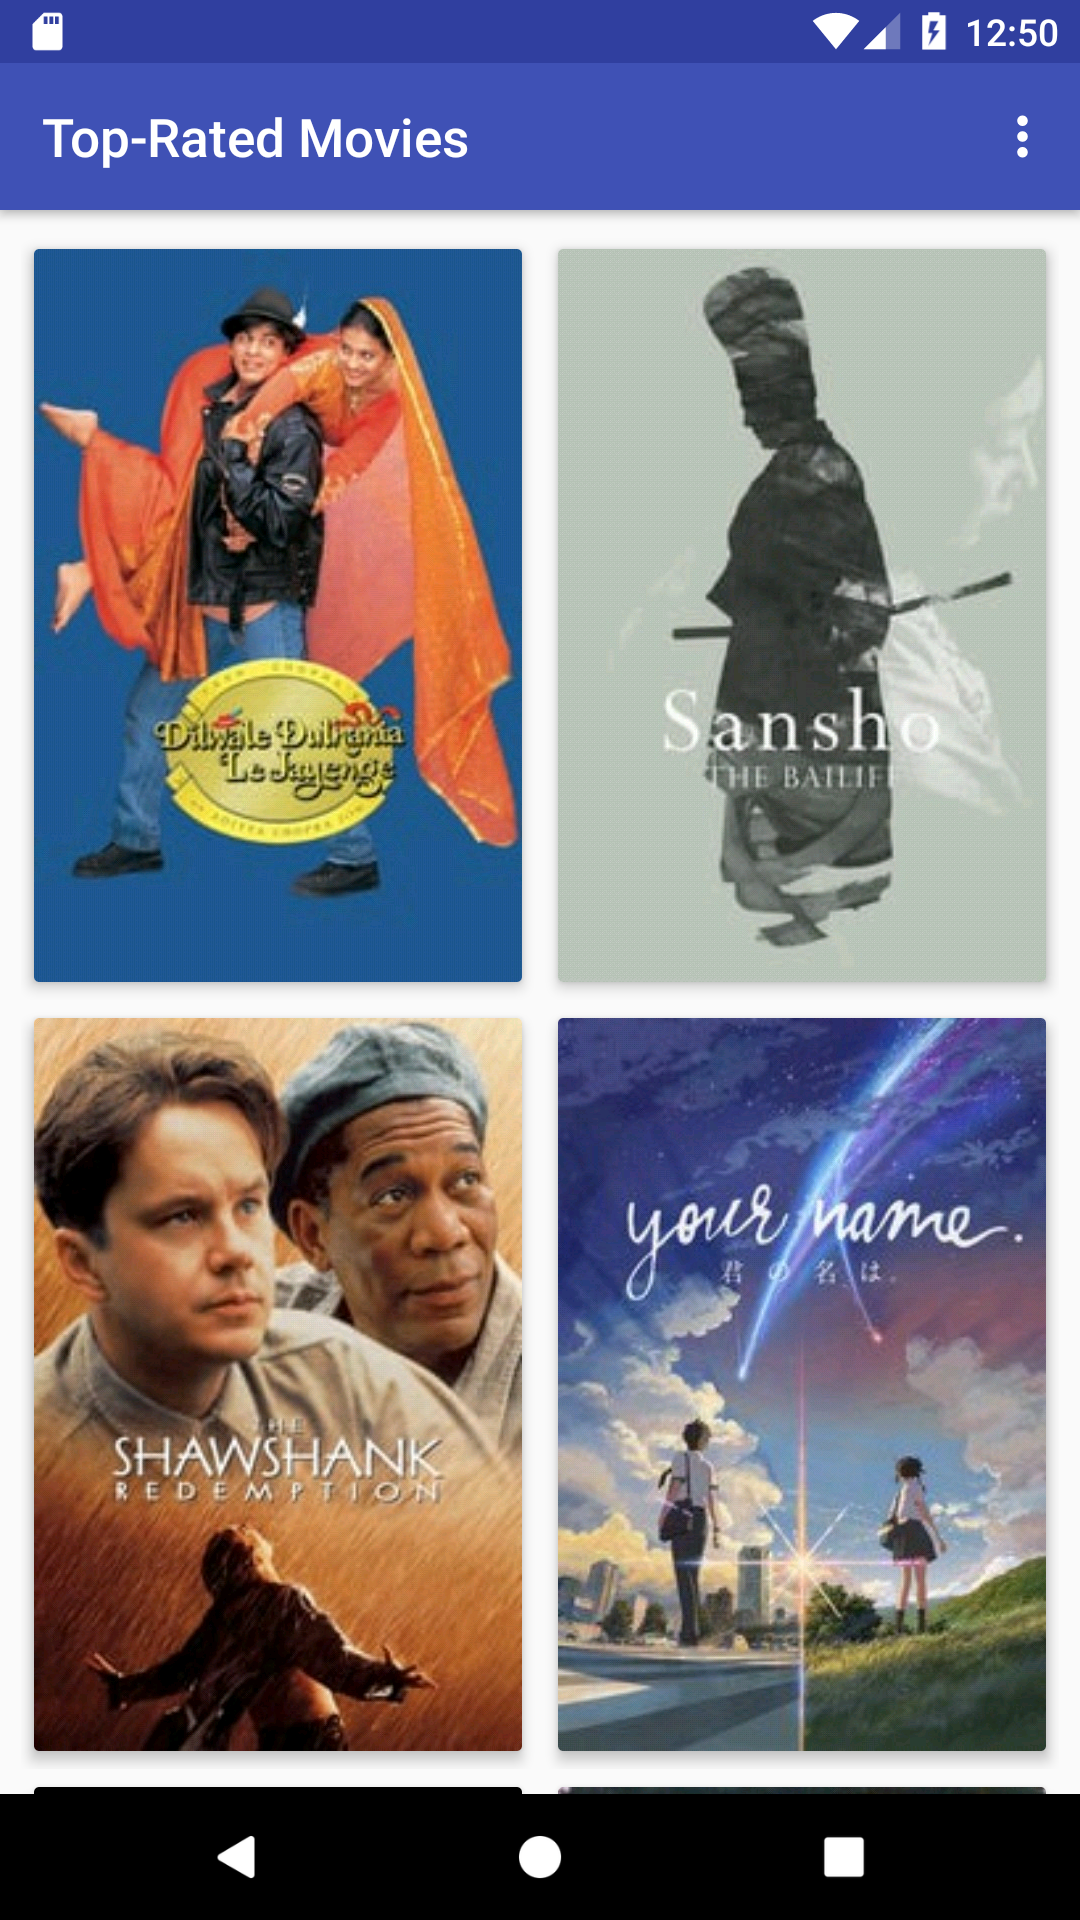 12:50
Top-Rated Movies
Dilwale Dulhania
Le Jayenge
Sansho
THE BAILIFF
THE
SHAWSHANK
REDEMPTION
your name.
君の名は。